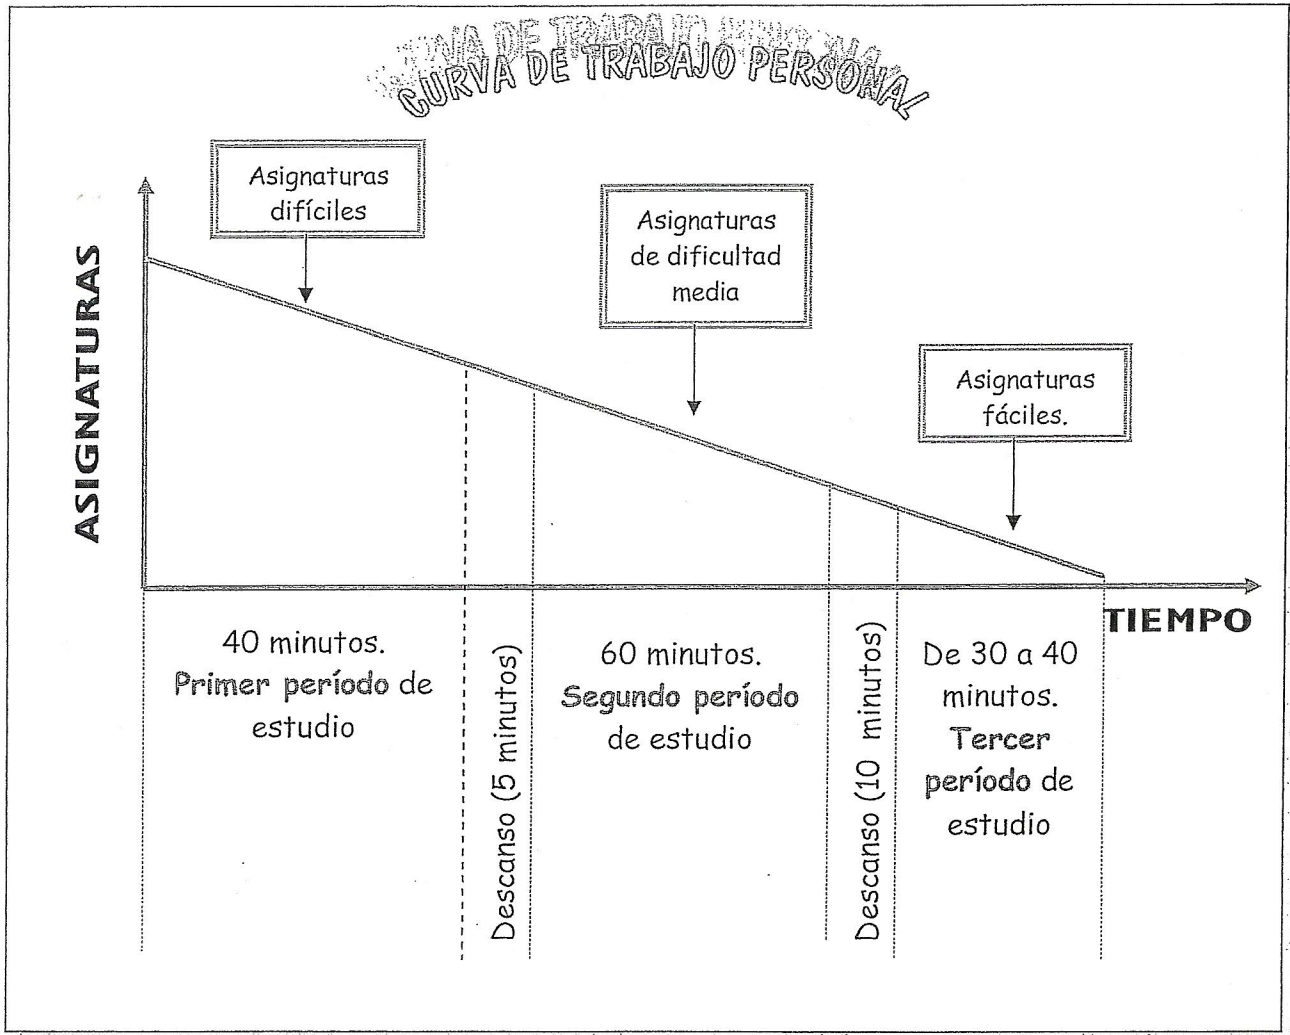 CURVA DE TRABAJO PERSONAL
Asignaturas
difíciles
Asignaturas
de dificultad
media
Asignaturas
fáciles.
ASIGNATURAS
TIEMPO
40 minutos.
Primer período de
estudio
Descanso (5 minutos)
60 minutos.
Segundo período
de estudio
Descanso (10 minutos)
De 30 a 40
minutos.
Tercer
período de
estudio